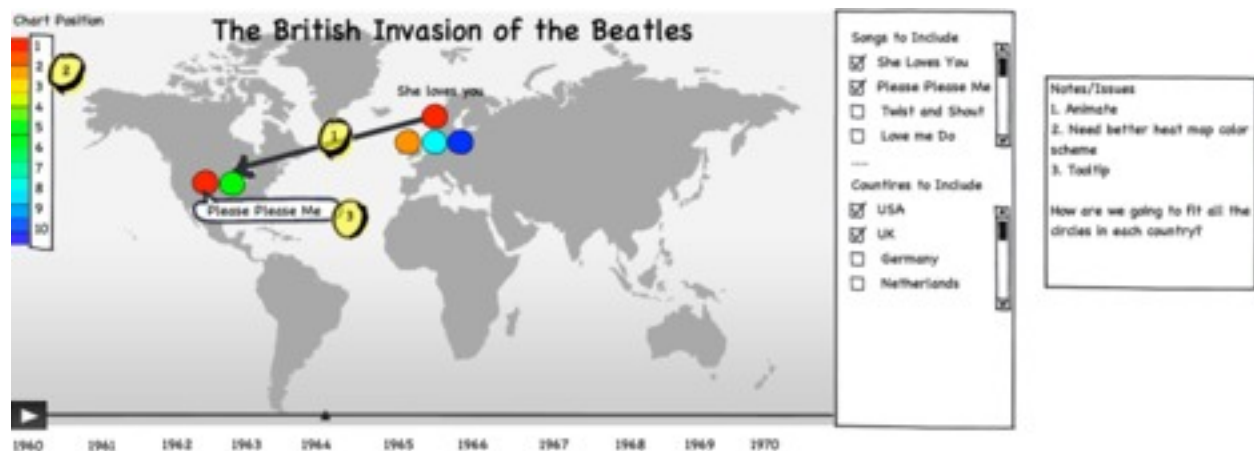 Chart Position
The British Invasion of the Beatles
1
2
3
4
5
6
7
8
9
10
2
She loves you
1
Please Please Me
3
1960 1961 1962 1963 1964 1965 1966 1967 1968 1969 1970
Songs to Include
She Loves You
Please Please Me
Twist and Shout
Love me Do
----
Countires to Include
USA
UK
Germany
Netherlands
Notes/Issues
1. Animate
2. Need better heat map color
scheme
3. Tooltip
How are we going to fit all the
circles in each country?